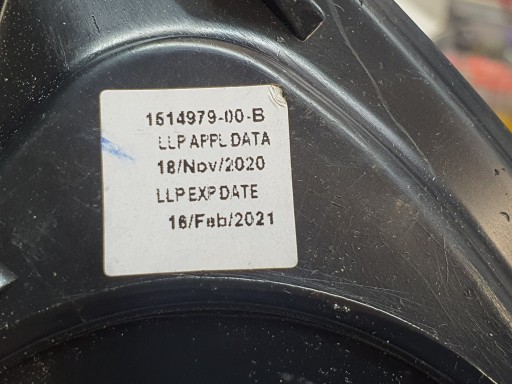 1514979-00-B
LLP APPL DATA
18/Nov/2020
LLP EXP DATE
16/Feb/2021